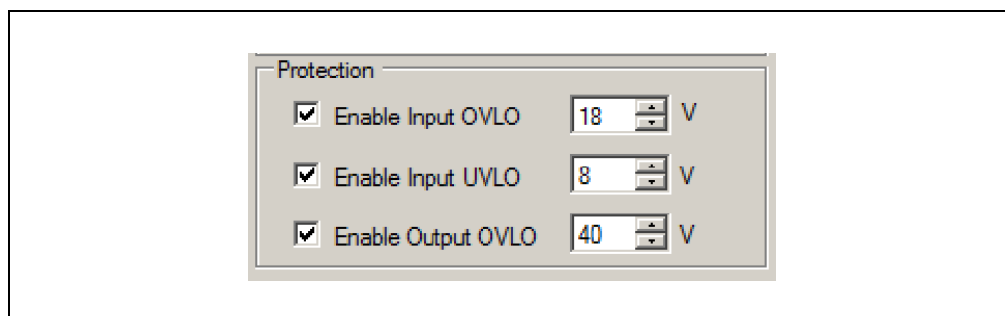 Protection
Enable Input OVLO 18 V
Enable Input UVLO 8 V
Enable Output OVLO 40 V